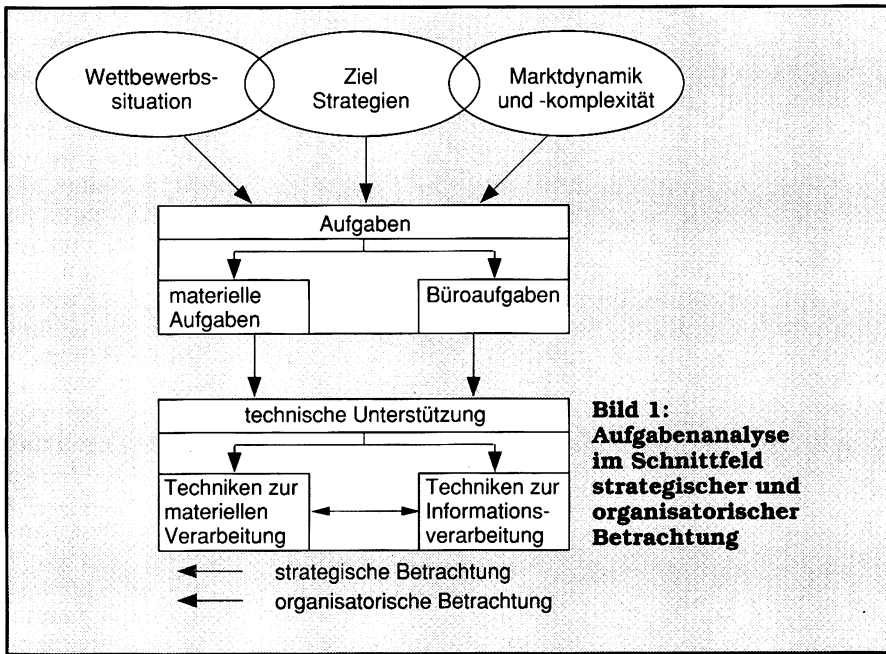 Wettbewerbs-
situation
Ziel
Strategien
Marktdynamik
und -komplexität
Aufgaben
materielle
Aufgaben
Büroaufgaben
technische Unterstützung
Techniken zur
materiellen
Verarbeitung
Techniken zur
Informations-
verarbeitung
strategische Betrachtung
organisatorische Betrachtung
Bild 1:
Aufgabenanalyse
im Schnittfeld
strategischer und
organisatorischer
Betrachtung